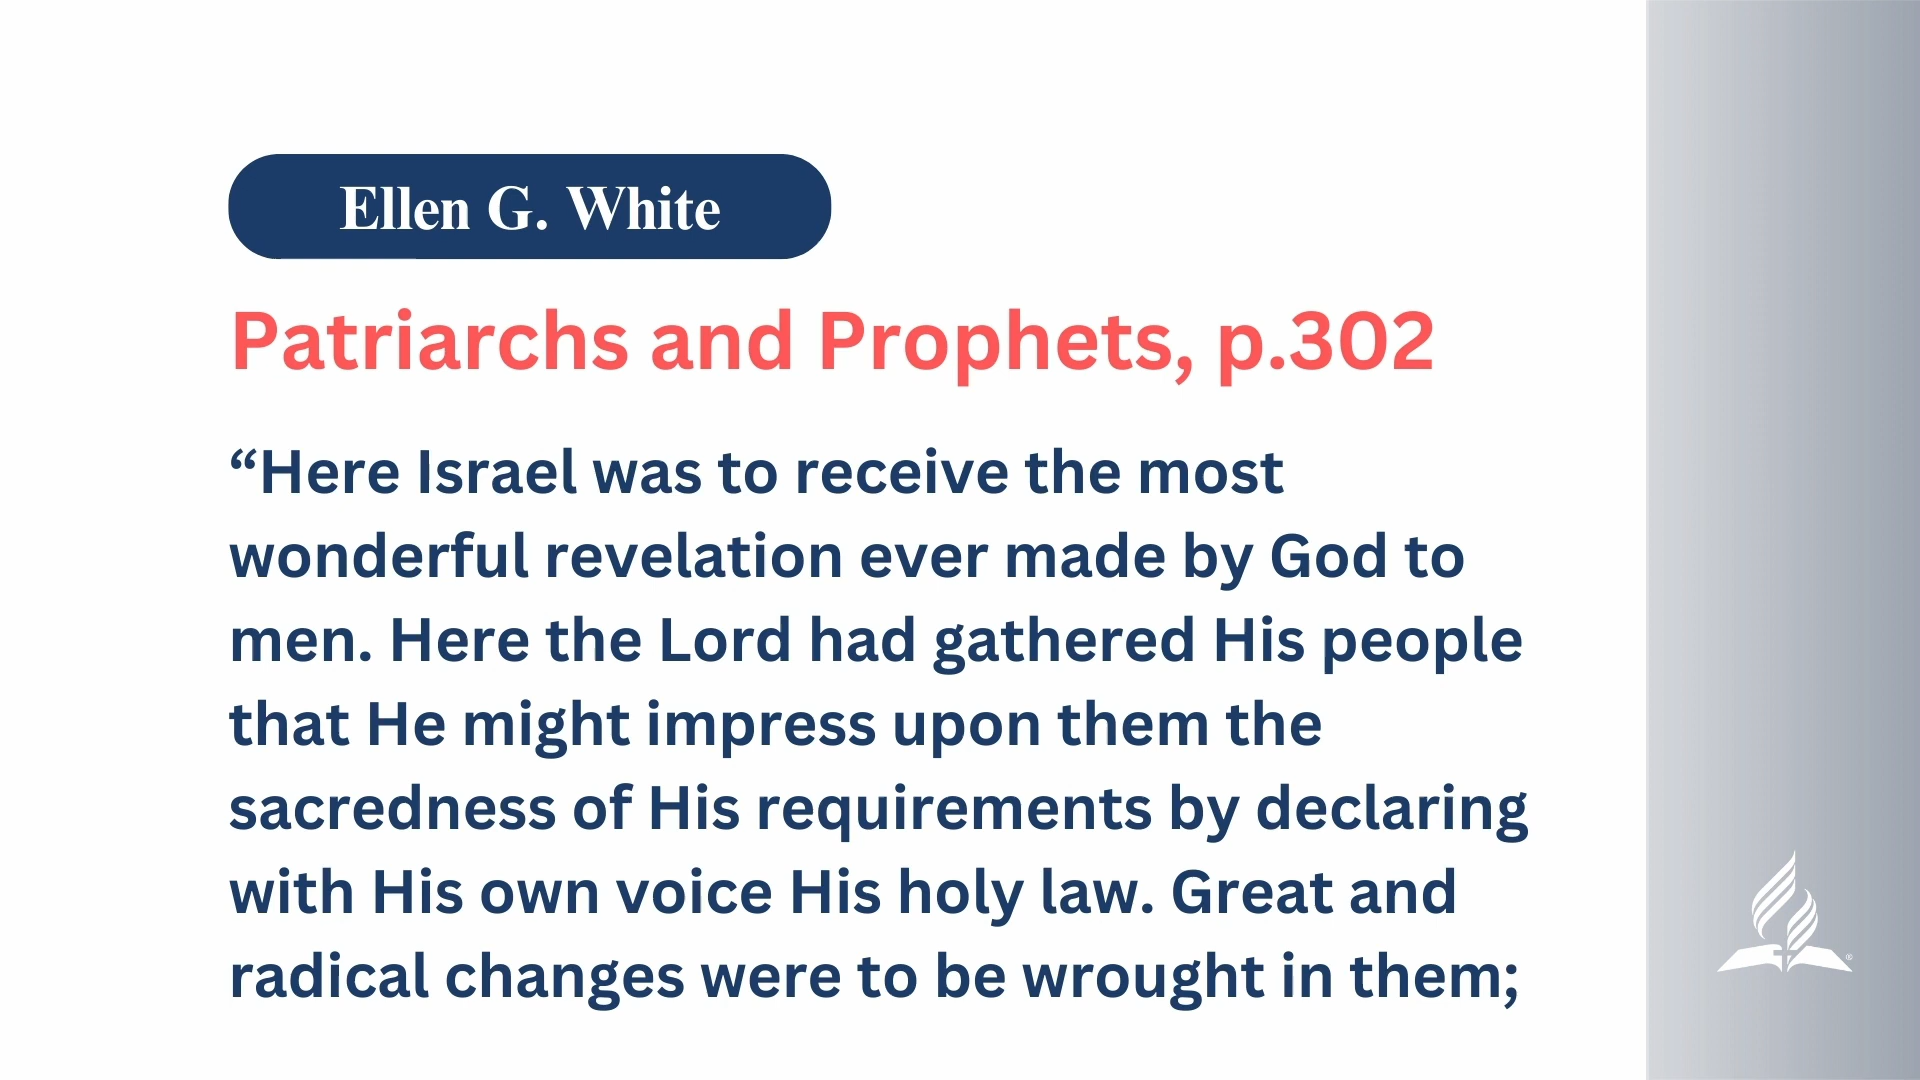 Ellen G. White
Patriarchs and Prophets, p.302
“Here Israel was to receive the most
wonderful revelation ever made by God to
men. Here the Lord had gathered His people
that He might impress upon them the
sacredness of His requirements by declaring
with His own voice His holy law. Great and
radical changes were to be wrought in them;
®